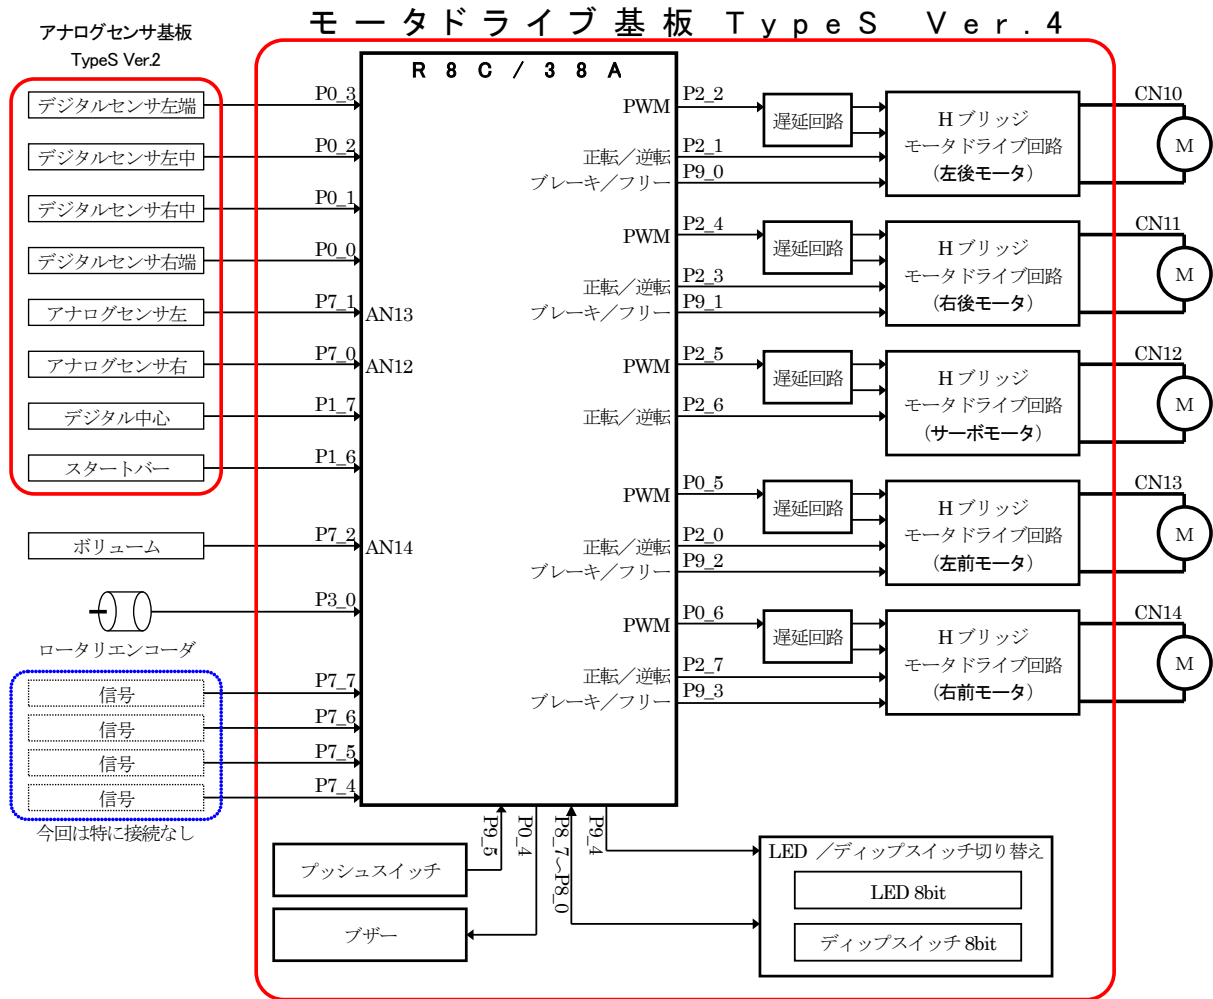 モータドライブ基板 TypeS Ver.4
アナログセンサ基板
TypeS Ver.2
デジタルセンサ左端
デジタルセンサ左中
デジタルセンサ右中
デジタルセンサ右端
アナログセンサ左
アナログセンサ右
デジタル中心
スタートバー
ボリューム
ロータリエンコーダ
信号
信号
信号
信号
今回は特に接続なし
P0_3
P0_2
P0_1
P0_0
P7_1
P7_0
P1_7
P1_6
P7_2
P3_0
P7_7
P7_6
P7_5
P7_4
R8C/38A
AN13
AN12
AN14
PWM
正転/逆転
ブレーキ/フリー
P2_2
P2_1
P9_0
遅延回路
Hブリッジ
モータドライブ回路
(左後モータ)
CN10
M
PWM
正転/逆転
ブレーキ/フリー
P2_4
P2_3
P9_1
遅延回路
Hブリッジ
モータドライブ回路
(右後モータ)
CN11
M
PWM
正転/逆転
P2_5
P2_6
遅延回路
Hブリッジ
モータドライブ回路
(サーボモータ)
CN12
M
PWM
正転/逆転
ブレーキ/フリー
P0_5
P2_0
P9_2
遅延回路
Hブリッジ
モータドライブ回路
(左前モータ)
CN13
M
PWM
正転/逆転
ブレーキ/フリー
P0_6
P2_7
P9_3
遅延回路
Hブリッジ
モータドライブ回路
(右前モータ)
CN14
M
P9_5
P0_4
P8_7~P8_0
P9_4
プッシュスイッチ
ブザー
LED /ディップスイッチ切り替え
LED 8bit
ディップスイッチ 8bit